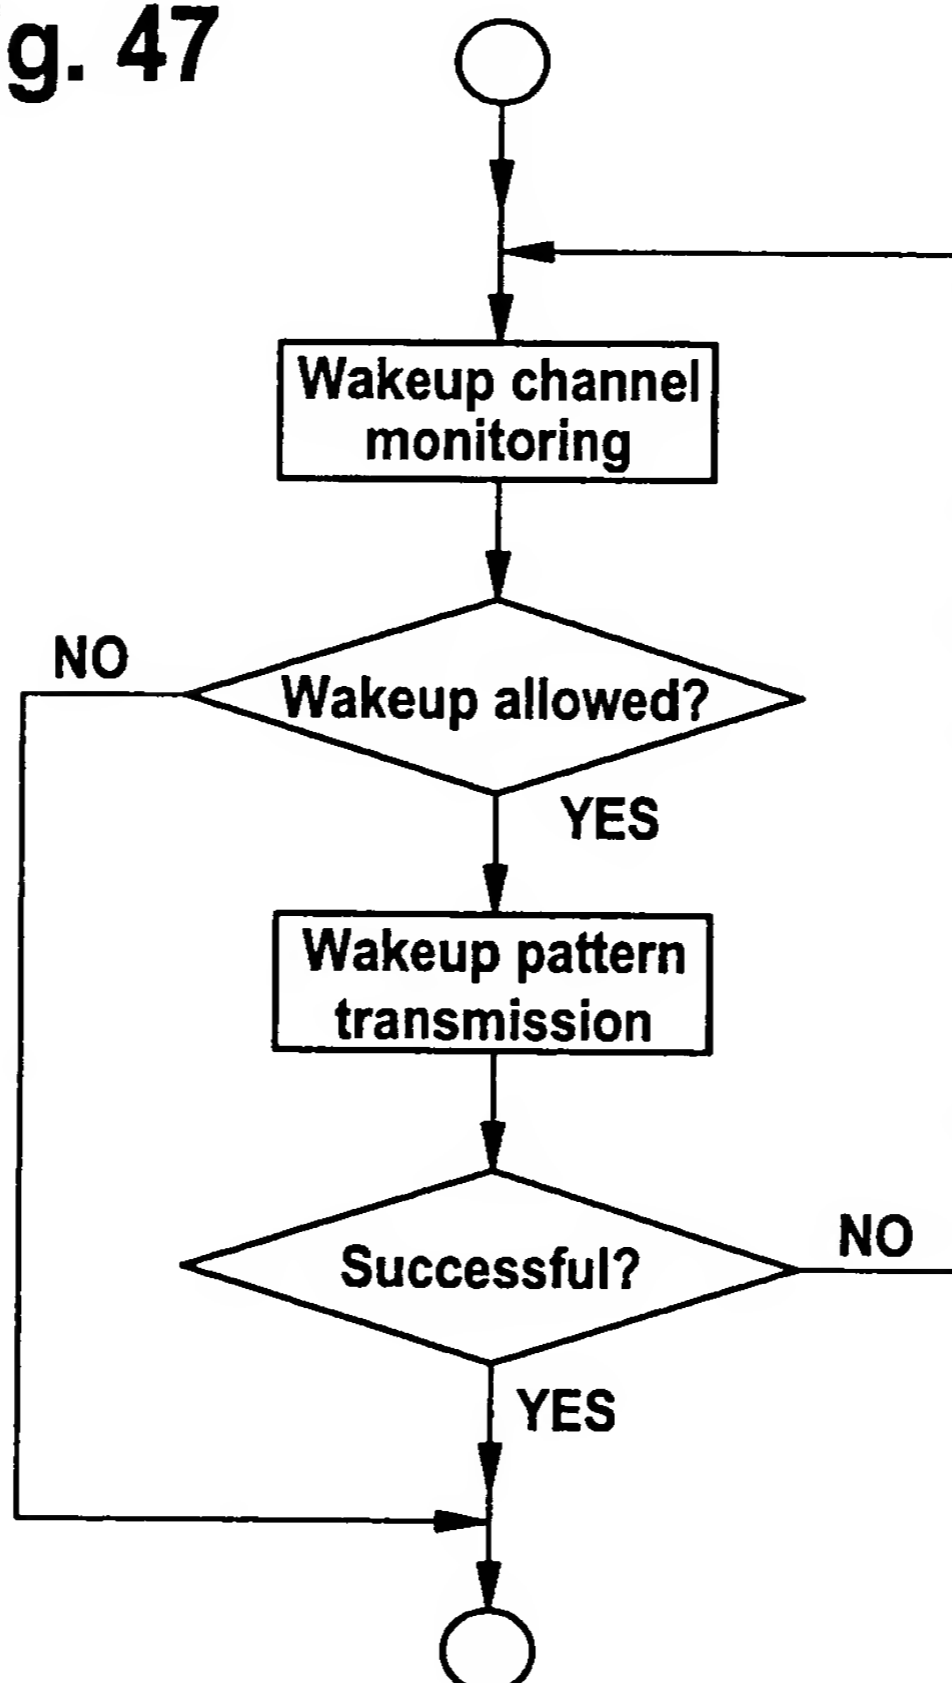 g. 47
Wakeup channel
monitoring
NO
Wakeup allowed?
YES
Wakeup pattern
transmission
NO
Successful?
YES